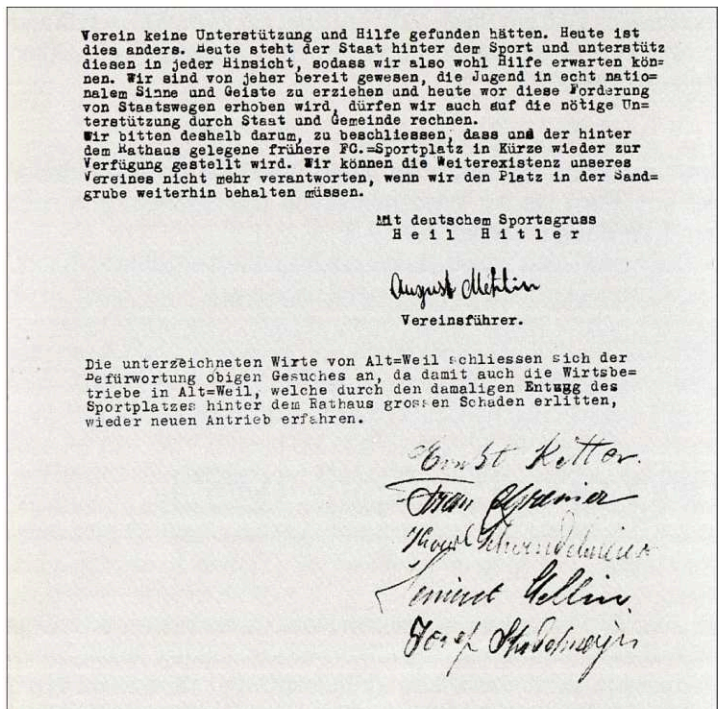 Verein keine Unterstützung und Hilfe gefunden hätten. Heute ist
dies anders. Heute steht der Staat hinter dem Sport und unterstütz
diesen in jeder Hinsicht, sodass wir also wohl Hilfe erwarten kön=
nen. Wir sind von jeher bereit gewesen, die Jugend in echt natio=
nalem Sinne und Geiste zu erziehen und heute wor diese Forderung
von Staatswegen erhoben wird, dürfen wir auch auf die nötige Un=
terstützung durch Staat und Gemeinde rechnen.
Wir bitten deshalb darum, zu beschliessen, dass und der hinter
dem Rathaus gelegene frühere FC.=Sportplatz in Kürze wieder zur
Verfügung gestellt wird. Wir können die Weiterexistenz unseres
Vereines nicht mehr verantworten, wenn wir den Platz in der Sand=
grube weiterhin behalten müssen.
Mit deutschem Sportsgruss
Heil Hitler
August Mehlin
Vereinsführer.
Die unterzeichneten Wirte von Alt=Weil schliessen sich der
Befürwortung obigen Gesuches an, da damit auch die Wirtsbe=
triebe in Alt=Weil, welche durch den damaligen Entugg des
Sportplatzes hinter dem Rathaus grossen Schaden erlitten,
wieder neuen Antrieb erfahren.
Ernst Ketter.
Karl
Josef